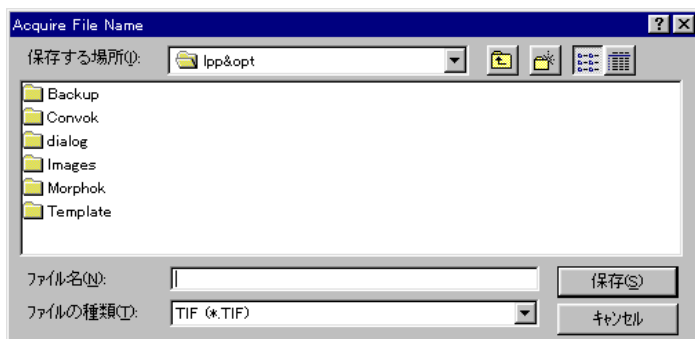 Acquire File Name
保存する場所(I): lpp&opt
Backup
Convok
dialog
Images
Morphok
Template
ファイル名(N): 保存(S)
ファイルの種類(T): TIF (*.TIF) キャンセル